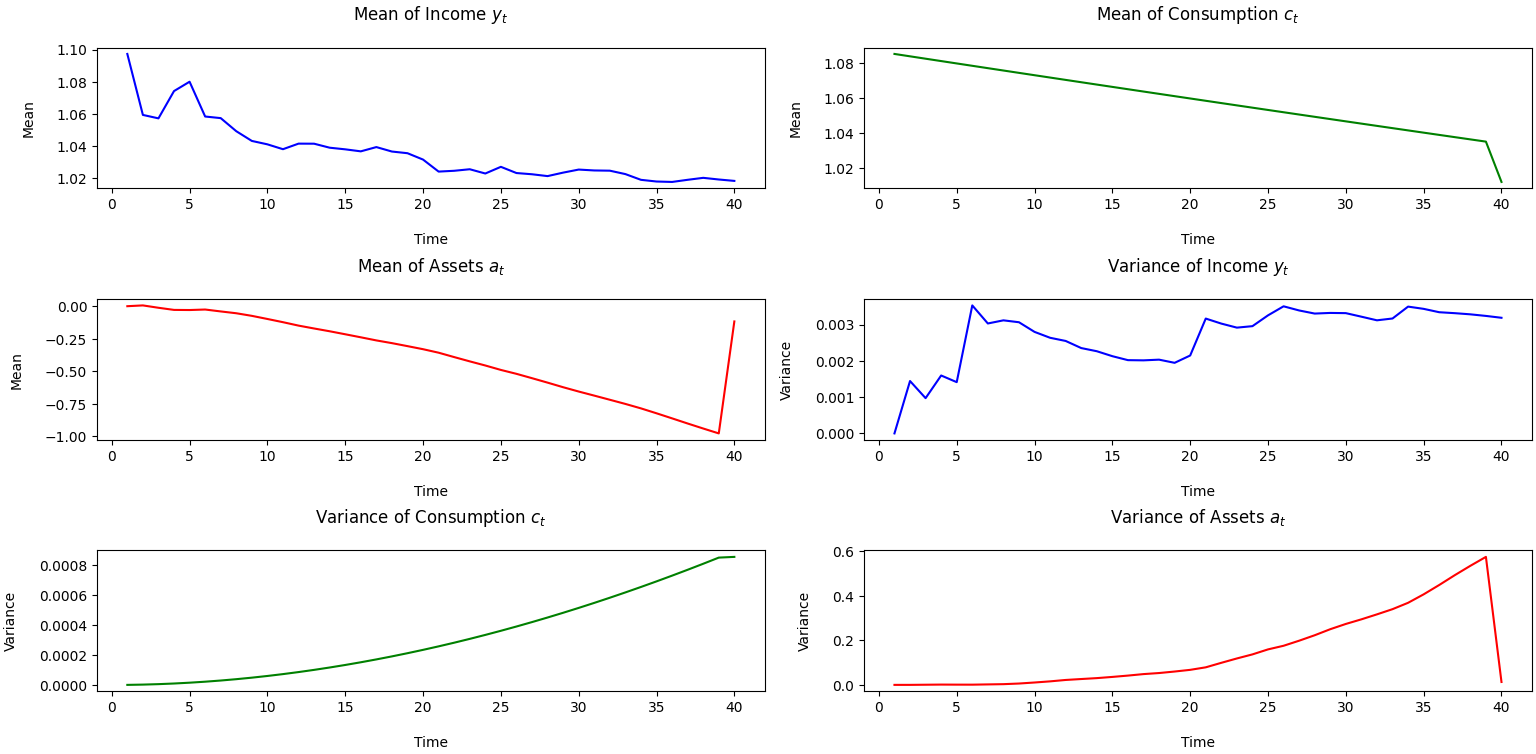 Mean of Income y_t
Mean
1.10
1.08
1.06
1.04
1.02
0 5 10 15 20 25 30 35 40
Time
Mean of Consumption c_t
Mean
1.08
1.06
1.04
1.02
0 5 10 15 20 25 30 35 40
Time
Mean of Assets a_t
Mean
0.00
−0.25
−0.50
−0.75
−1.00
0 5 10 15 20 25 30 35 40
Time
Variance of Income y_t
Variance
0.003
0.002
0.001
0.000
0 5 10 15 20 25 30 35 40
Time
Variance of Consumption c_t
Variance
0.0008
0.0006
0.0004
0.0002
0.0000
0 5 10 15 20 25 30 35 40
Time
Variance of Assets a_t
Variance
0.6
0.4
0.2
0.0
0 5 10 15 20 25 30 35 40
Time